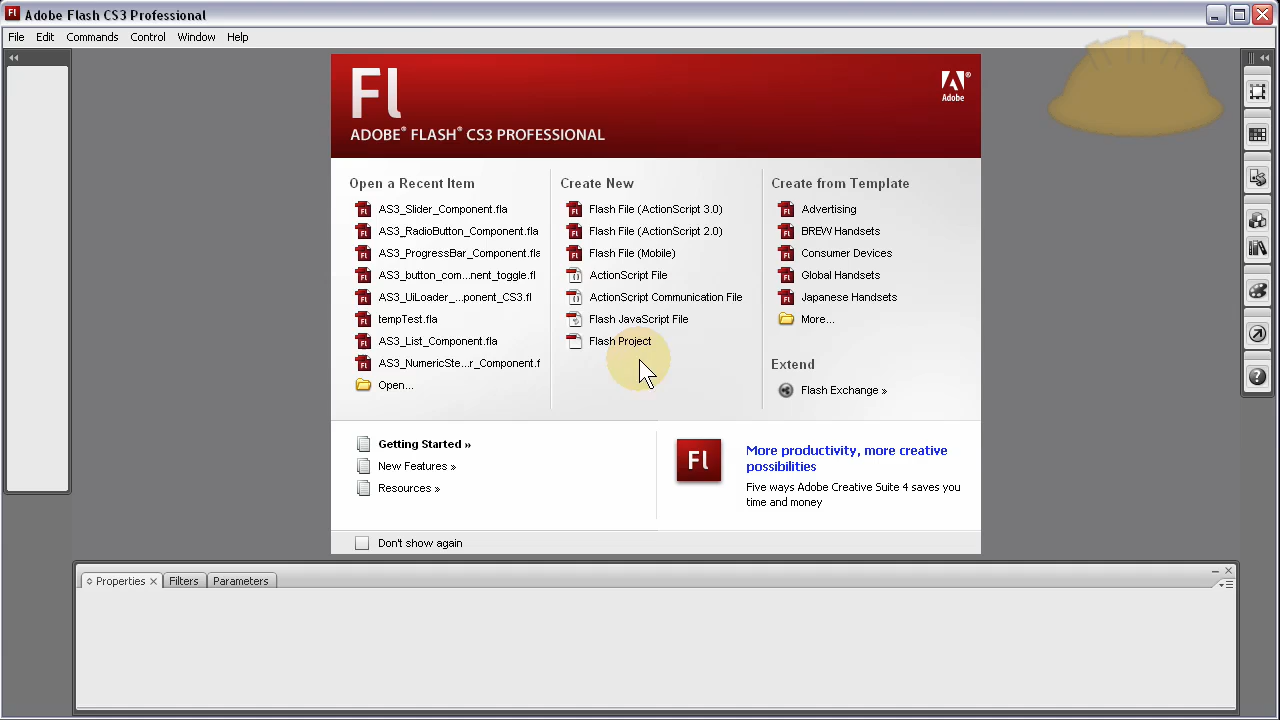 Adobe Flash CS3 Professional
File Edit Commands Control Window Help
Fl
ADOBE® FLASH® CS3 PROFESSIONAL
Adobe
Open a Recent Item
AS3_Slider_Component.fla
AS3_RadioButton_Component.fla
AS3_ProgressBar_Component.fla
AS3_button_com...nent_toggle.fl
AS3_UiLoader_...ponent_CS3.fl
tempTest.fla
AS3_List_Component.fla
AS3_NumericSte...r_Component.f
Open...
Create New
Flash File (ActionScript 3.0)
Flash File (ActionScript 2.0)
Flash File (Mobile)
ActionScript File
ActionScript Communication File
Flash JavaScript File
Flash Project
Create from Template
Advertising
BREW Handsets
Consumer Devices
Global Handsets
Japanese Handsets
More...
Extend
Flash Exchange »
Getting Started »
New Features »
Resources »
Fl
More productivity, more creative
possibilities
Five ways Adobe Creative Suite 4 saves you
time and money
Don't show again
Properties Filters Parameters